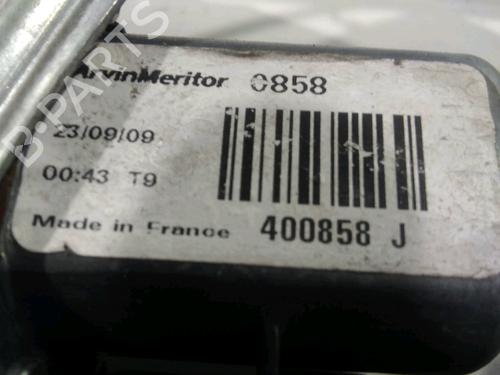 ArvinMeritor 0858
23/09/09
00:43 T9
Made in France 400858 J
B-PARTS